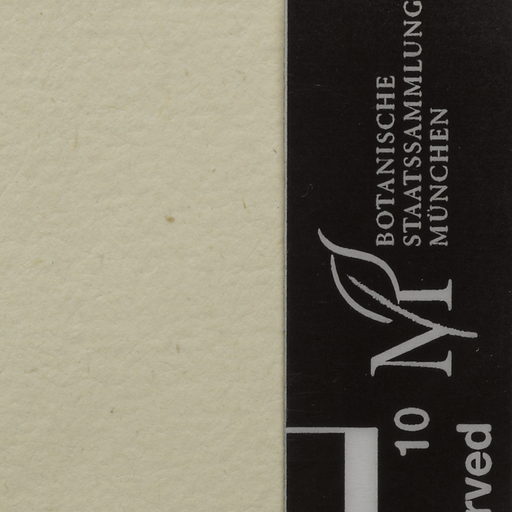 BOTANISCHE
STAATSSAMMLUNG
MÜNCHEN
M
10
rved